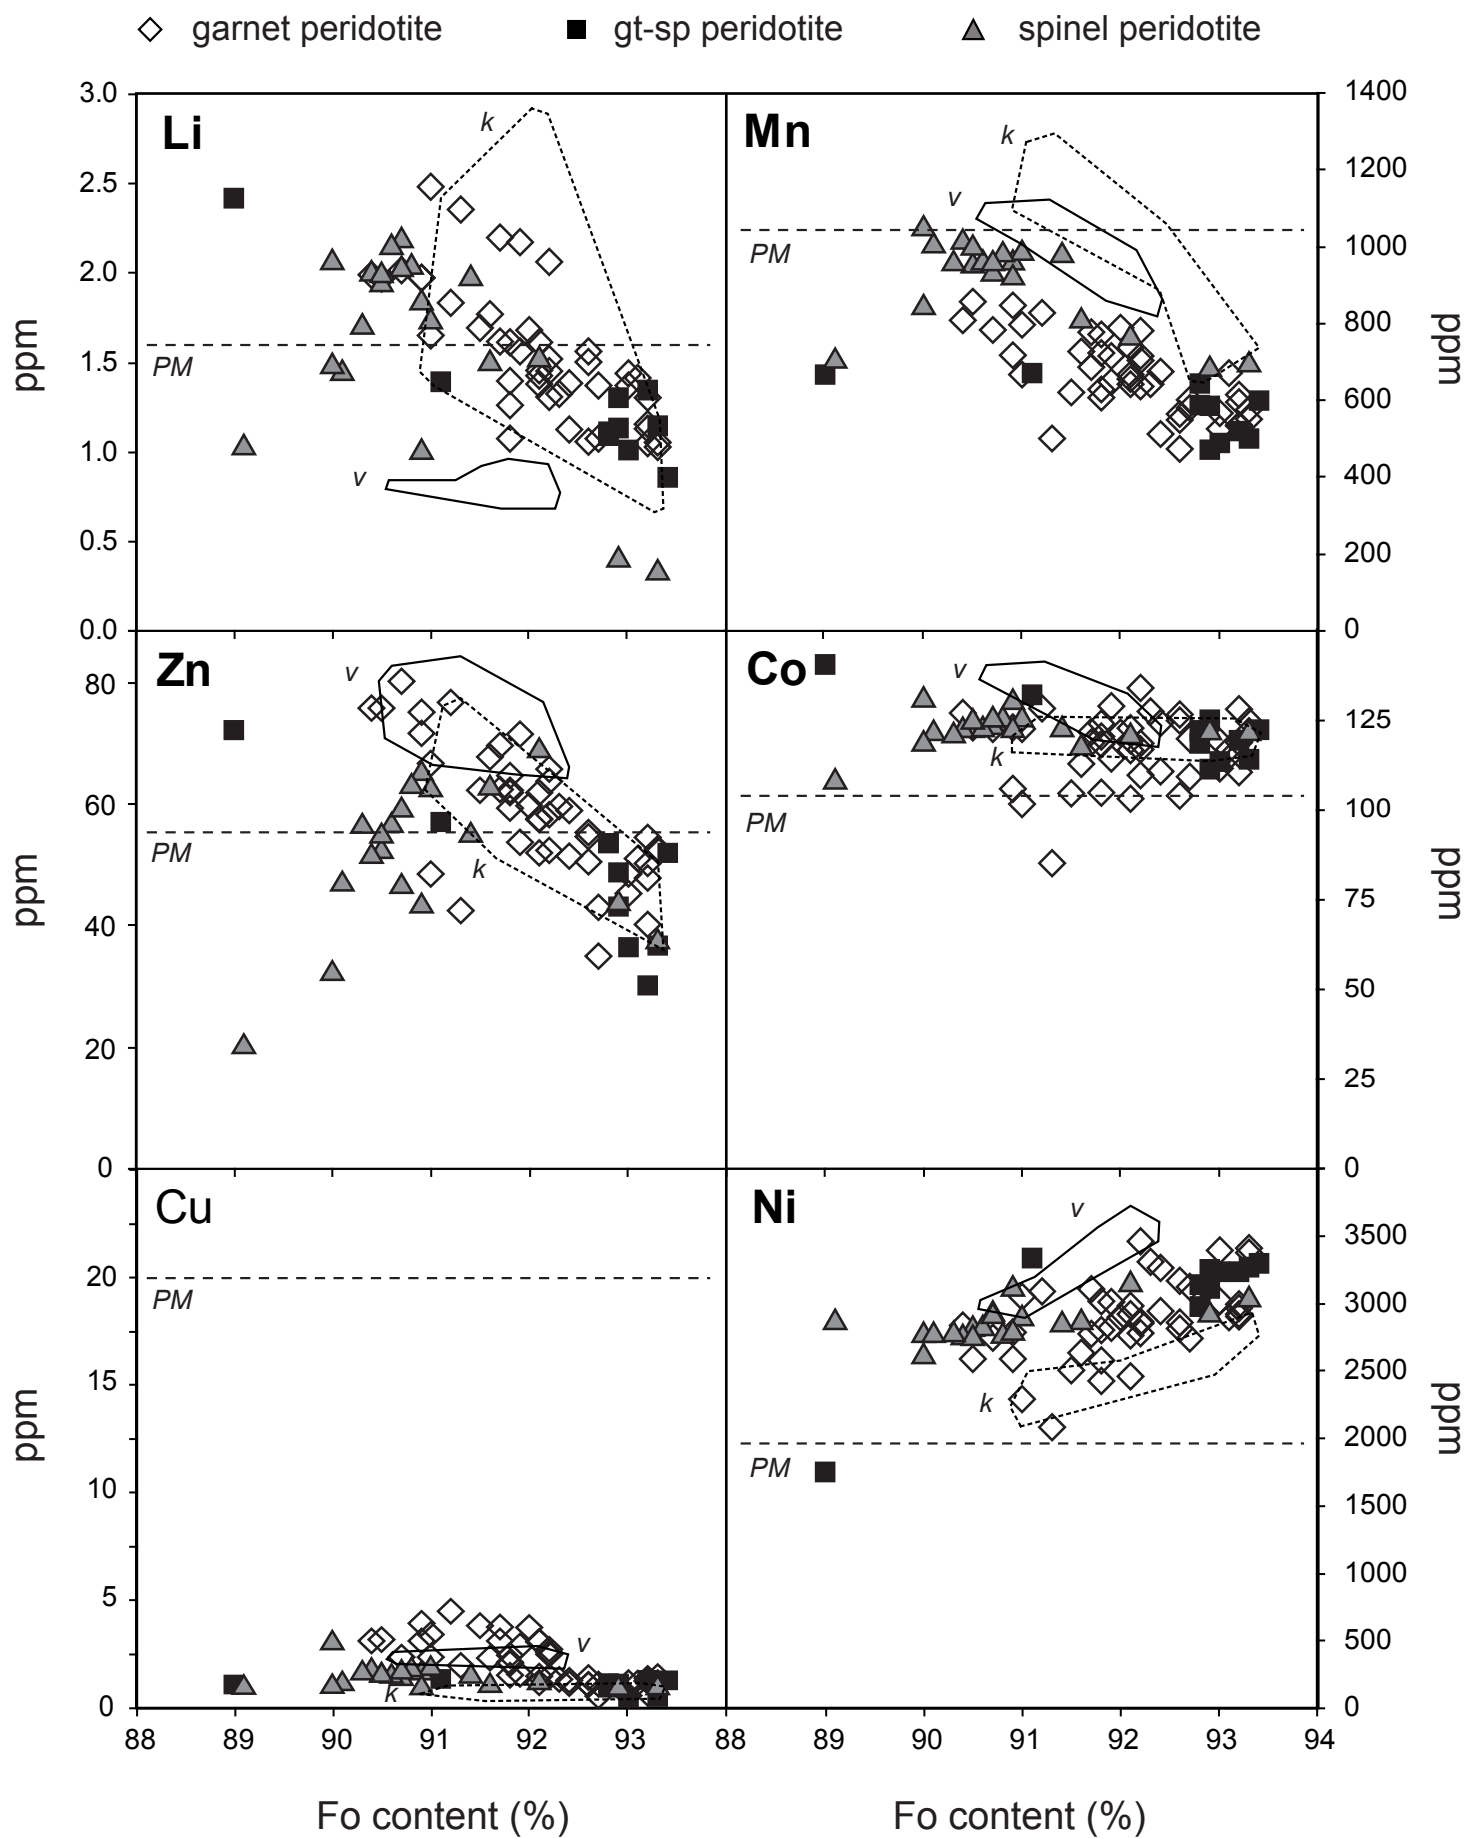 garnet peridotite gt-sp peridotite spinel peridotite
3.0 1400
Li k Mn k
2.5 1200
v
2.0 PM 1000
ppm 800 ppm
PM
1.5 600
1.0
v 400
0.5 200
0.0 0
Zn v Co v
80 125
k
60 100
PM PM
ppm k ppm
75
40
50
20
25
0 0
Cu Ni v
3500
20
PM 3000
15 2500
ppm k ppm
2000
PM
10 1500
1000
5
v 500
k
0 0
88 89 90 91 92 93 88 89 90 91 92 93 94
Fo content (%) Fo content (%)